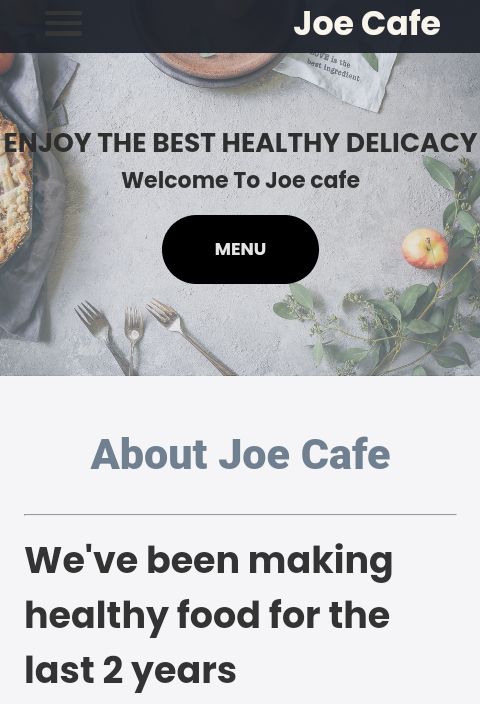 Joe Cafe
LOVE is the
best ingredient
ENJOY THE BEST HEALTHY DELICACY
Welcome To Joe cafe
MENU
About Joe Cafe
We've been making
healthy food for the
last 2 years